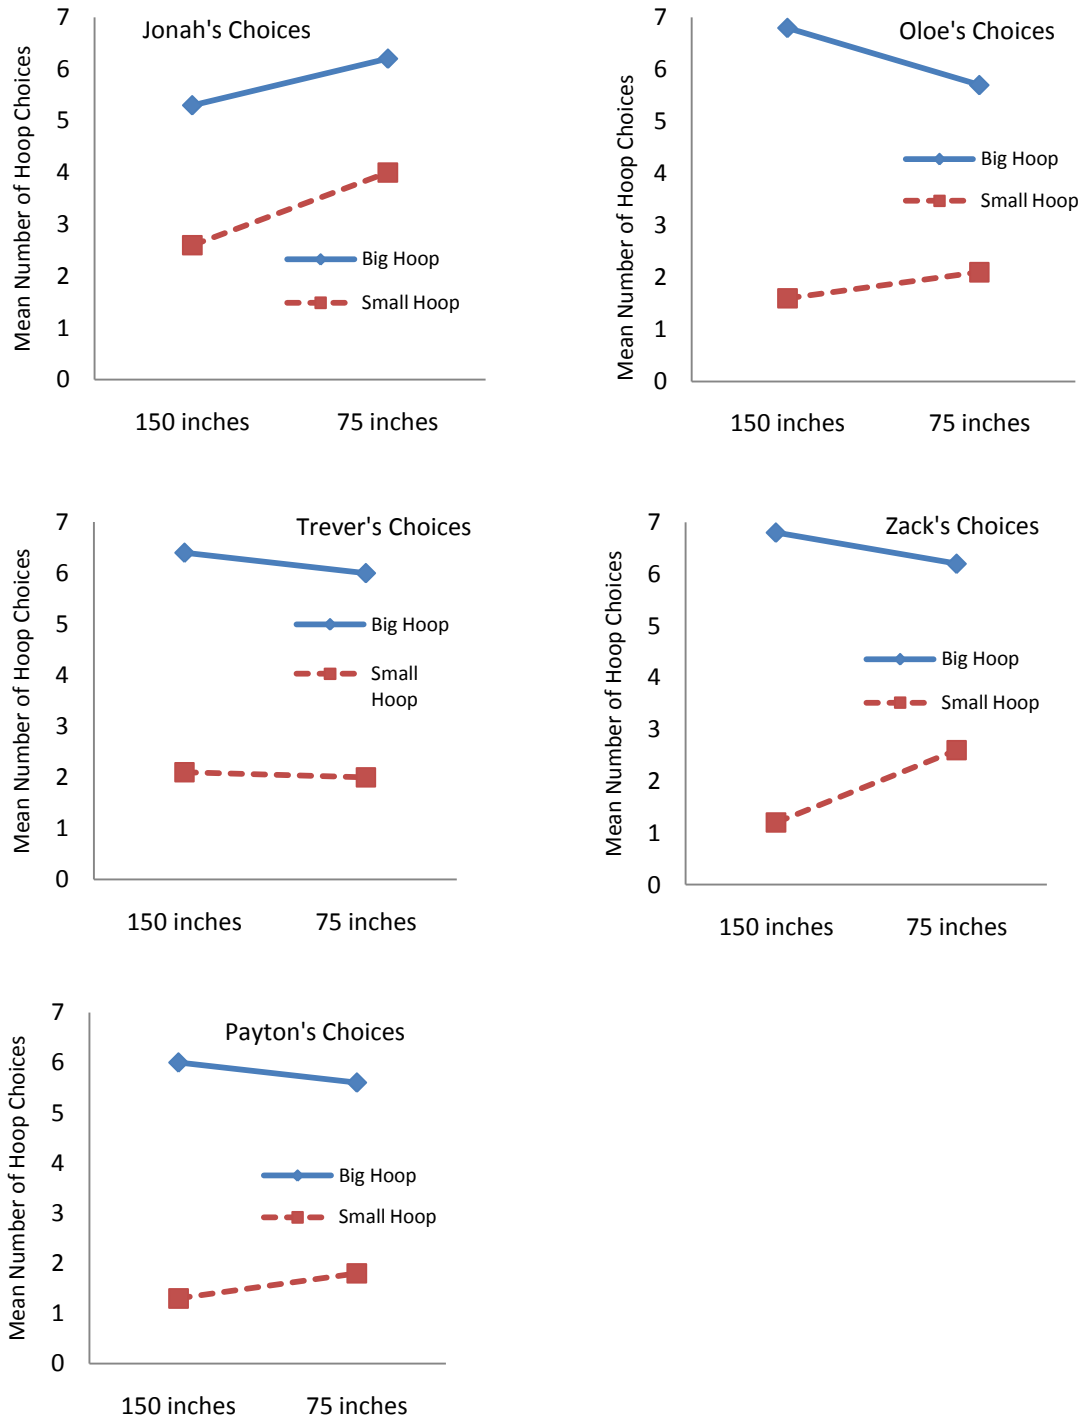 Jonah's Choices
Mean Number of Hoop Choices
7
6
5
4
3
2
1
0
Big Hoop
Small Hoop
150 inches
75 inches
Oloe's Choices
Mean Number of Hoop Choices
7
6
5
4
3
2
1
0
Big Hoop
Small Hoop
150 inches
75 inches
Trever's Choices
Mean Number of Hoop Choices
7
6
5
4
3
2
1
0
Big Hoop
Small
Hoop
150 inches
75 inches
Zack's Choices
Mean Number of Hoop Choices
7
6
5
4
3
2
1
0
Big Hoop
Small Hoop
150 inches
75 inches
Payton's Choices
Mean Number of Hoop Choices
7
6
5
4
3
2
1
0
Big Hoop
Small Hoop
150 inches
75 inches